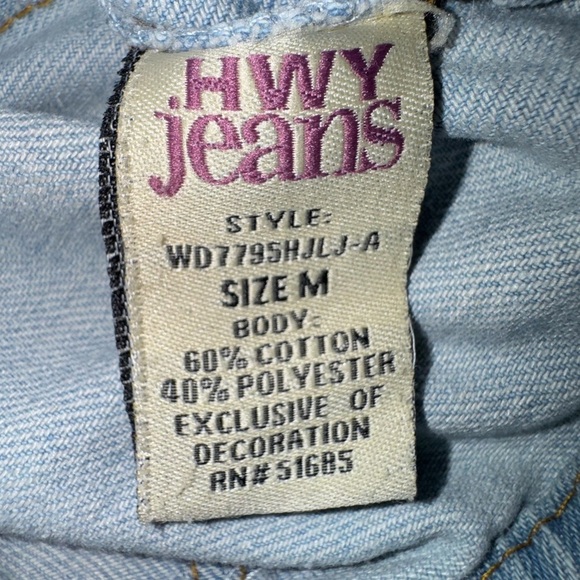 HWY
jeans
STYLE:
WD7795HJLJ-A
SIZE M
BODY:
60% COTTON
40% POLYESTER
EXCLUSIVE OF
DECORATION
RN# 51685